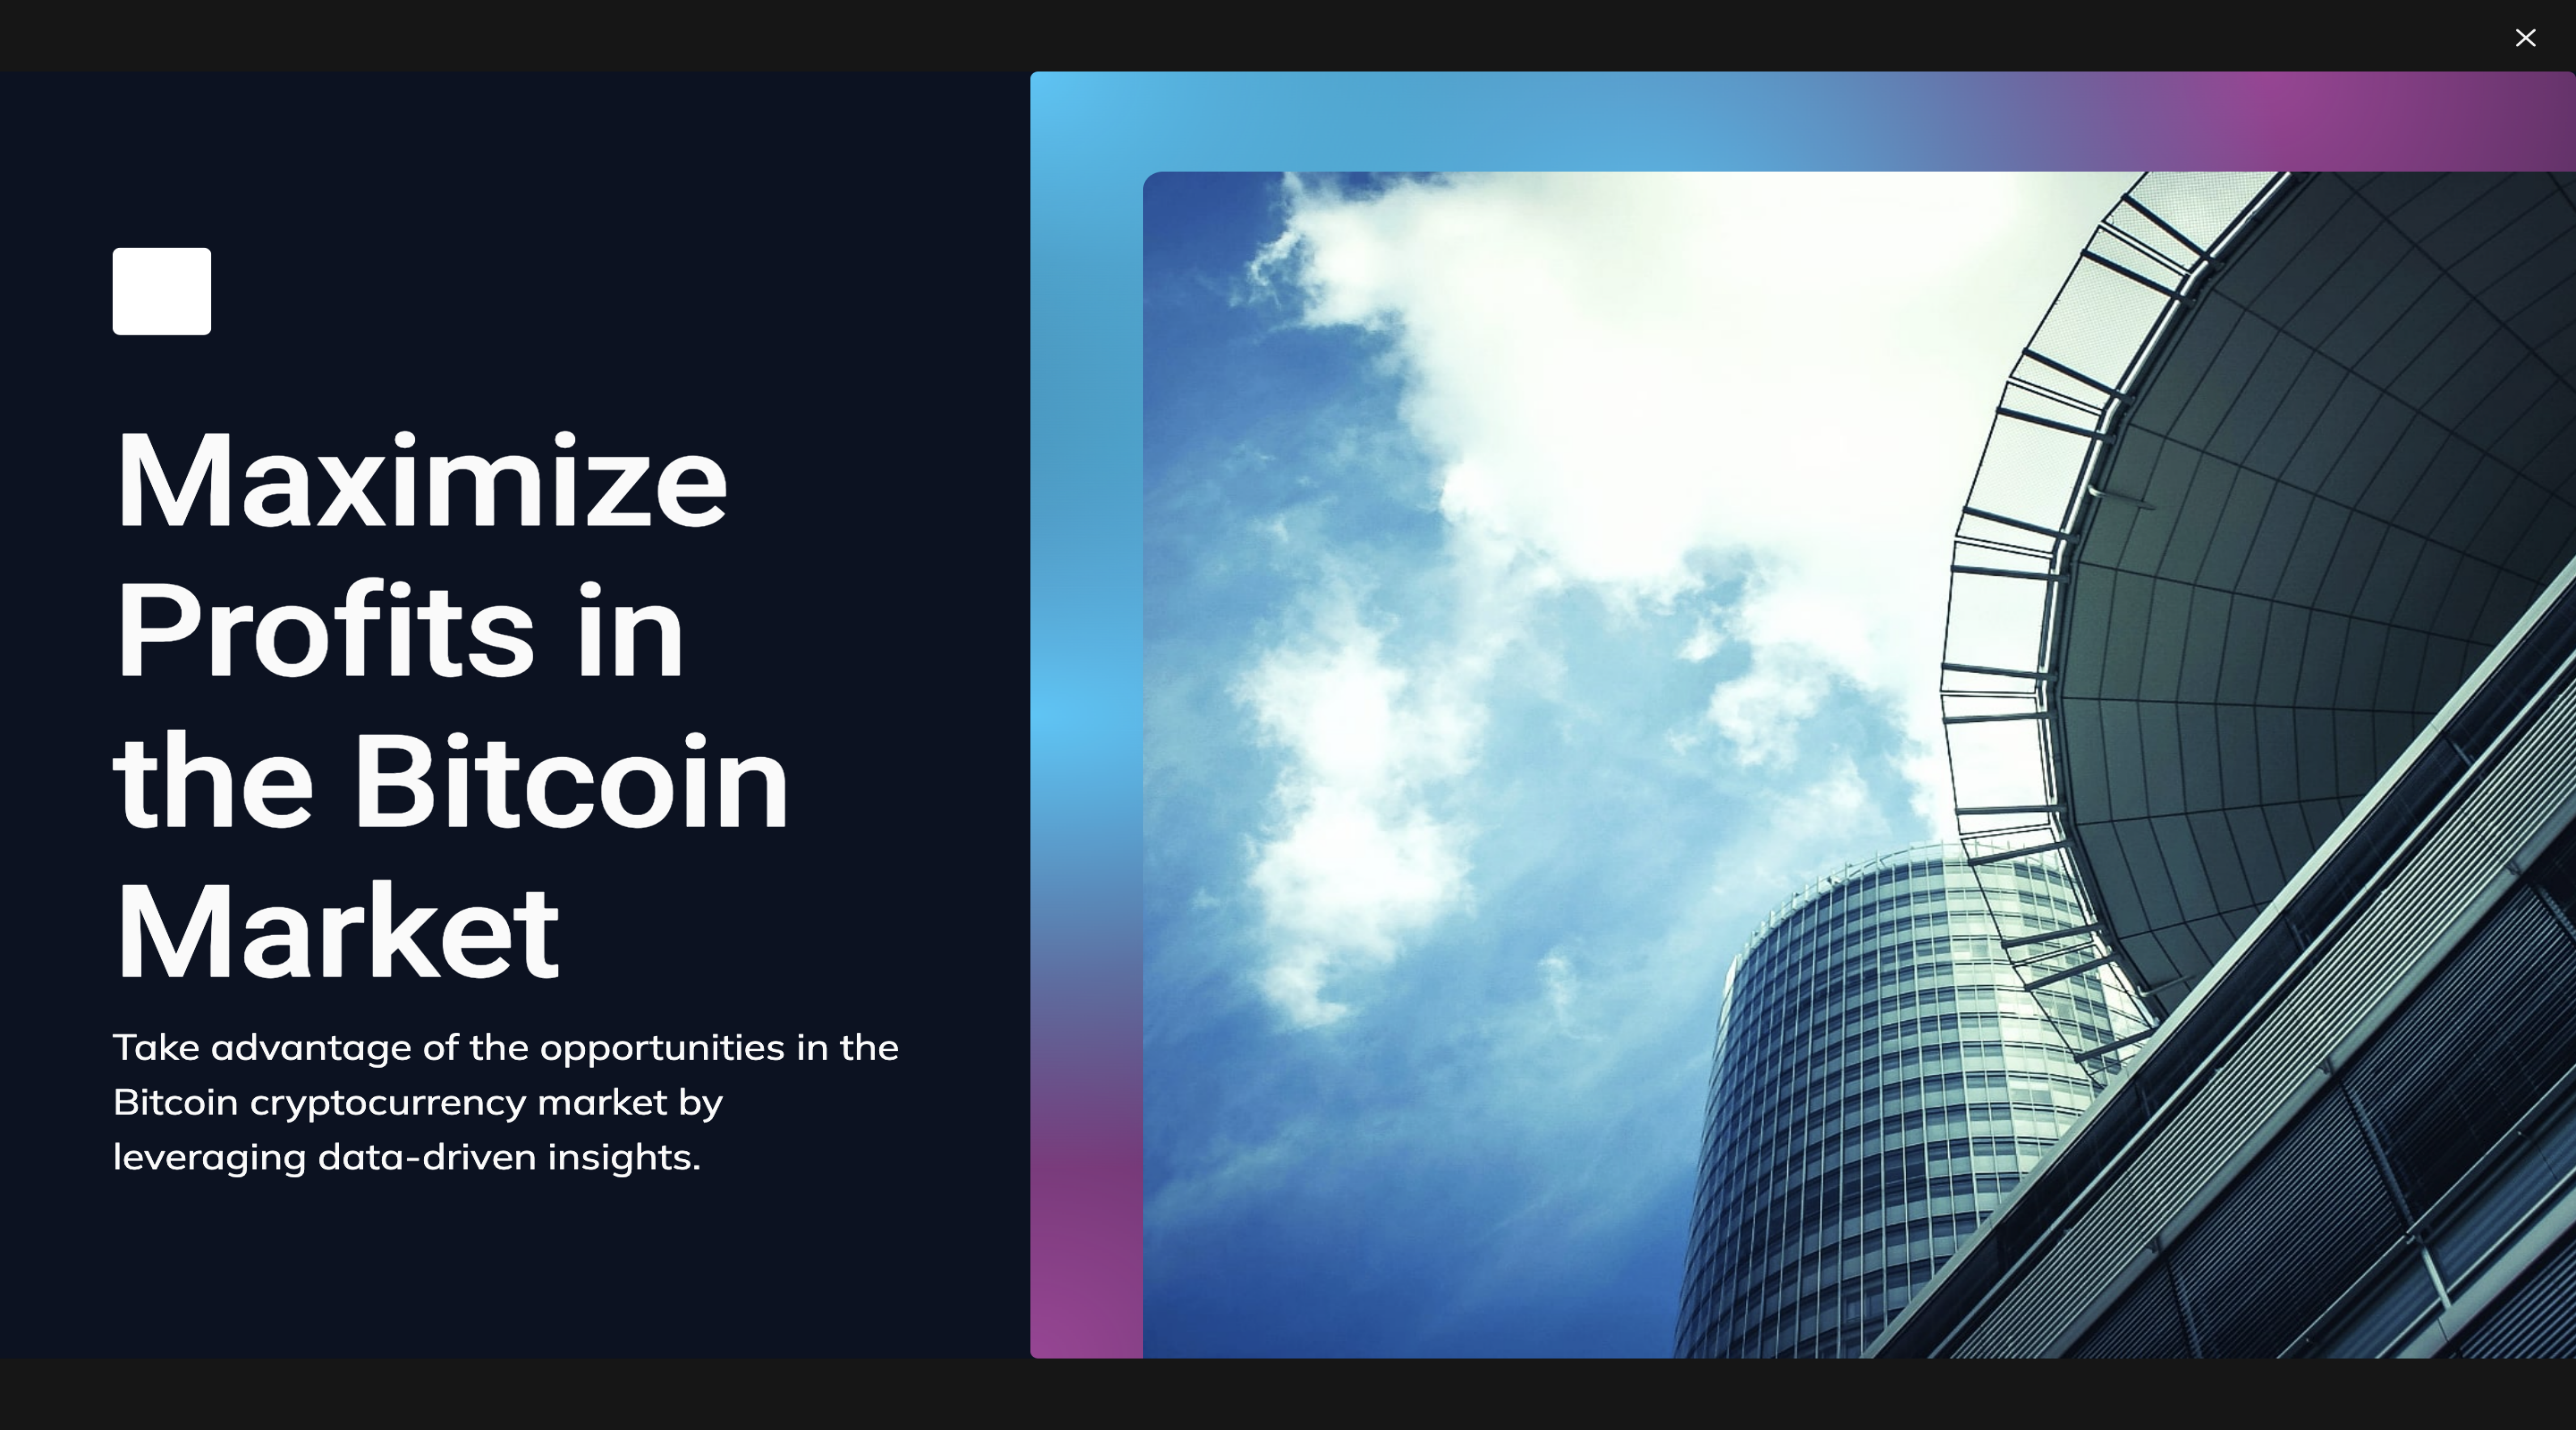 Maximize
Profits in
the Bitcoin
Market
Take advantage of the opportunities in the
Bitcoin cryptocurrency market by
leveraging data-driven insights.